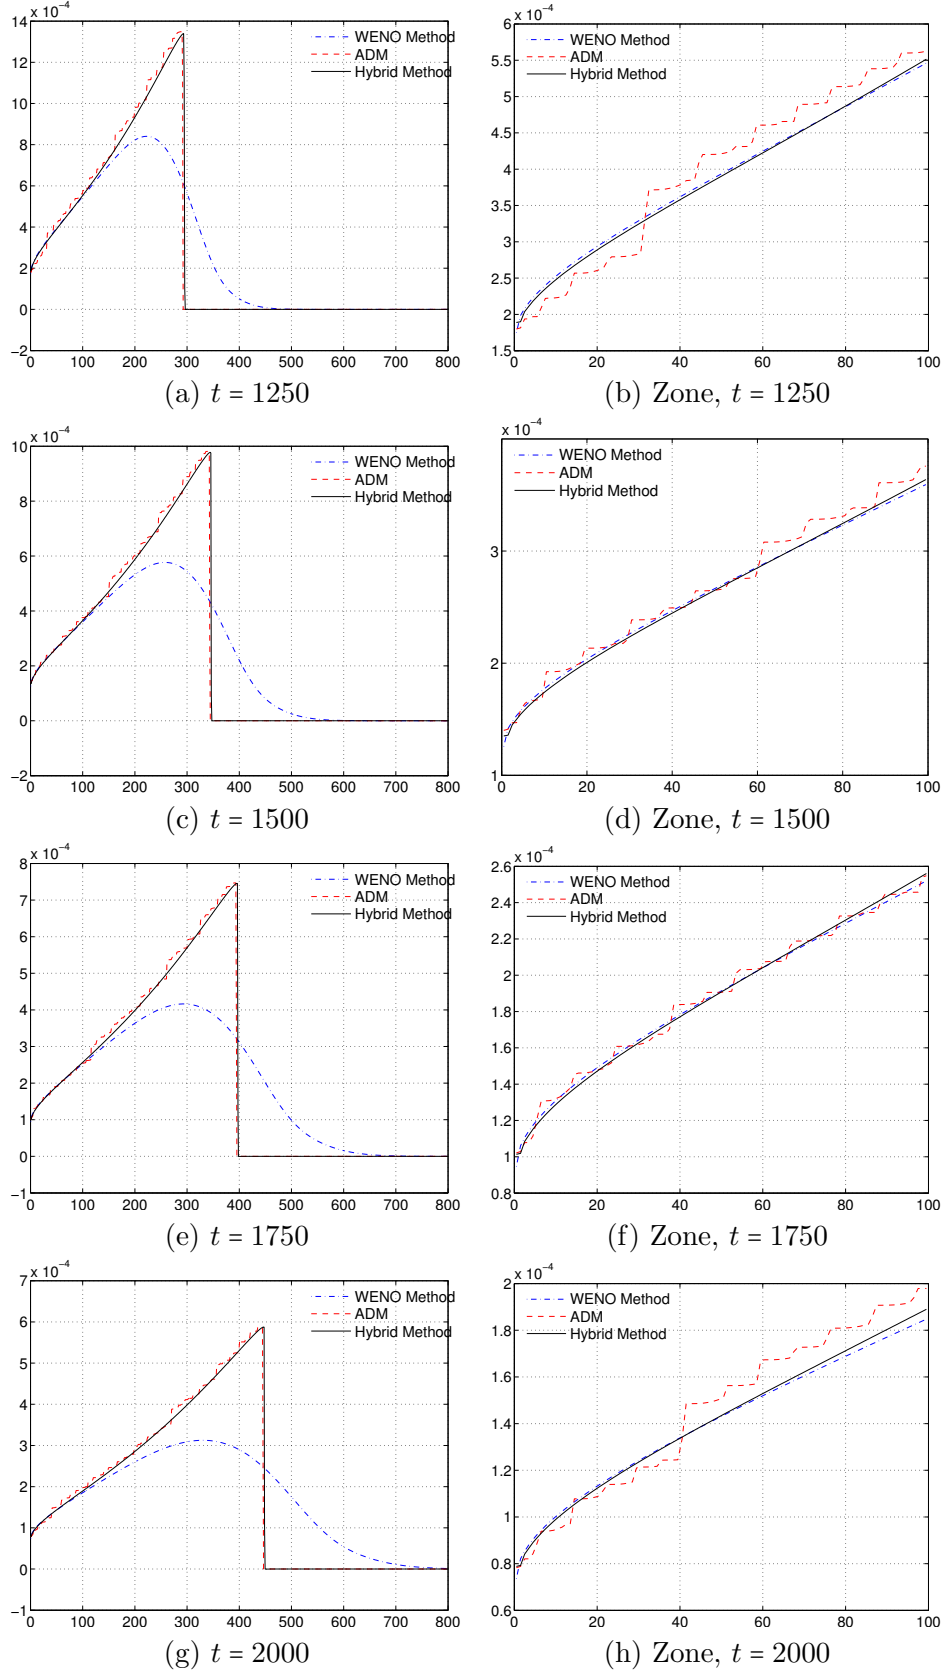 x 10⁻⁴
14
12
10
8
6
4
2
0
−2
0 100 200 300 400 500 600 700 800
WENO Method
ADM
Hybrid Method
(a) t = 1250
x 10⁻⁴
6
5.5
5
4.5
4
3.5
3
2.5
2
1.5
0 20 40 60 80 100
WENO Method
ADM
Hybrid Method
(b) Zone, t = 1250
x 10⁻⁴
10
8
6
4
2
0
−2
0 100 200 300 400 500 600 700 800
WENO Method
ADM
Hybrid Method
(c) t = 1500
x 10⁻⁴
3
2
1
0 20 40 60 80 100
WENO Method
ADM
Hybrid Method
(d) Zone, t = 1500
x 10⁻⁴
8
7
6
5
4
3
2
1
0
−1
0 100 200 300 400 500 600 700 800
WENO Method
ADM
Hybrid Method
(e) t = 1750
x 10⁻⁴
2.6
2.4
2.2
2
1.8
1.6
1.4
1.2
1
0.8
0 20 40 60 80 100
WENO Method
ADM
Hybrid Method
(f) Zone, t = 1750
x 10⁻⁴
7
6
5
4
3
2
1
0
−1
0 100 200 300 400 500 600 700 800
WENO Method
ADM
Hybrid Method
(g) t = 2000
x 10⁻⁴
2
1.8
1.6
1.4
1.2
1
0.8
0.6
0 20 40 60 80 100
WENO Method
ADM
Hybrid Method
(h) Zone, t = 2000